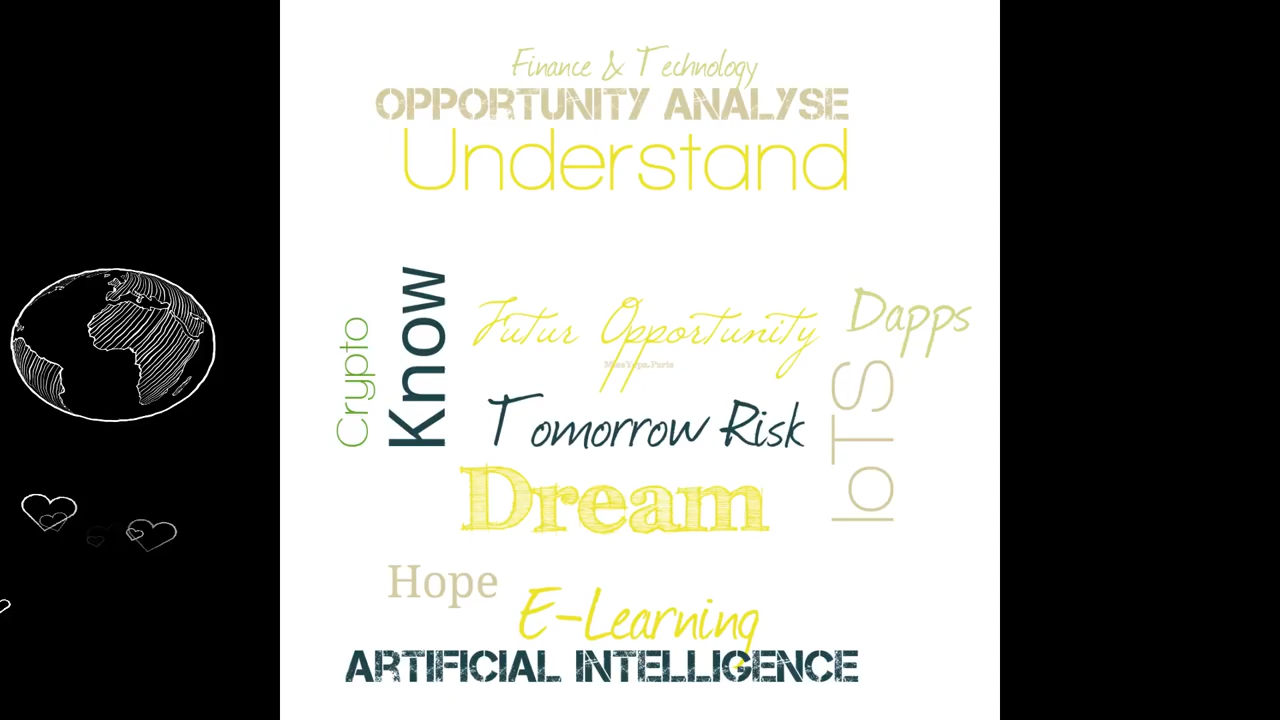 Finance & Technology
OPPORTUNITY ANALYSE
Understand
Crypto
Know
Futur Opportunity
Dapps
Tomorrow Risk
IoTS
Dream
Hope
E-Learning
ARTIFICIAL INTELLIGENCE